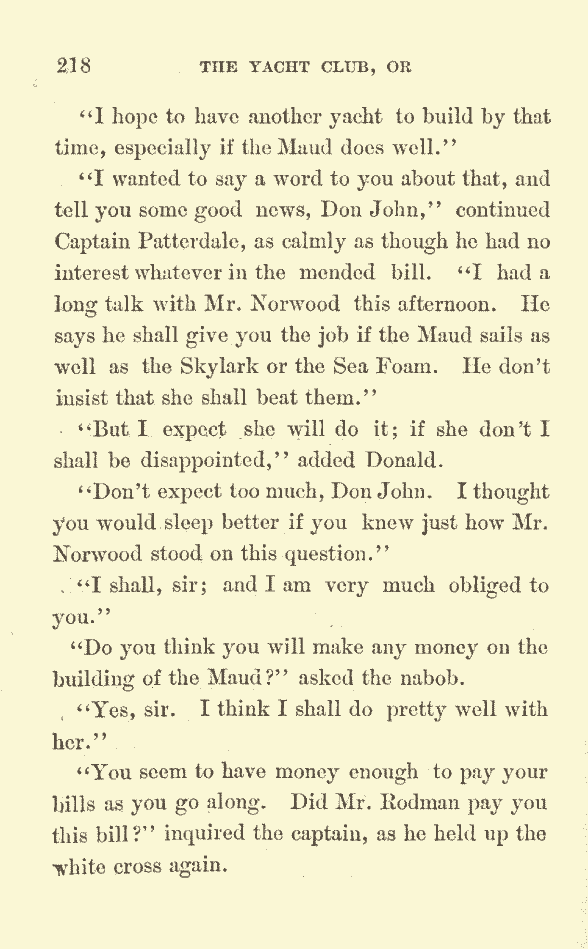 218 THE YACHT CLUB, OR
"I hope to have another yacht to build by that
time, especially if the Maud does well."
"I wanted to say a word to you about that, and
tell you some good news, Don John," continued
Captain Patterdale, as calmly as though he had no
interest whatever in the mended bill. "I had a
long talk with Mr. Norwood this afternoon. He
says he shall give you the job if the Maud sails as
well as the Skylark or the Sea Foam. He don't
insist that she shall beat them."
"But I expect she will do it; if she don't I
shall be disappointed," added Donald.
"Don't expect too much, Don John. I thought
you would sleep better if you knew just how Mr.
Norwood stood on this question."
"I shall, sir; and I am very much obliged to
you."
"Do you think you will make any money on the
building of the Maud?" asked the nabob.
"Yes, sir. I think I shall do pretty well with
her."
"You seem to have money enough to pay your
bills as you go along. Did Mr. Rodman pay you
this bill?" inquired the captain, as he held up the
white cross again.